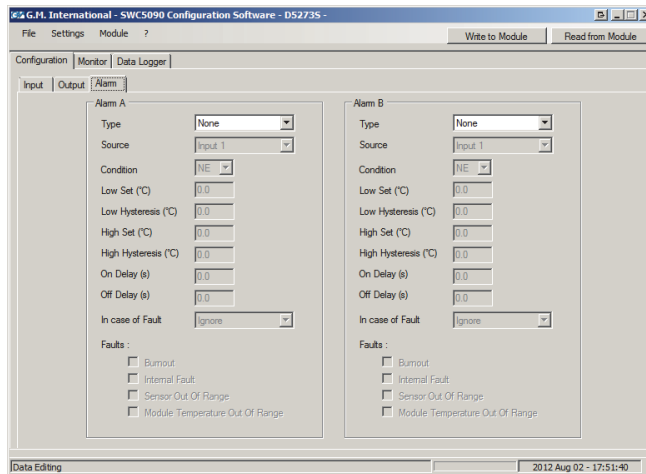 G.M. International - SWC5090 Configuration Software - D5273S -
File Settings Module ? Write to Module Read from Module
Configuration Monitor Data Logger
Input Output Alarm
Alarm A
Type None
Source Input 1
Condition NE
Low Set (°C) 0.0
Low Hysteresis (°C) 0.0
High Set (°C) 0.0
High Hysteresis (°C) 0.0
On Delay (s) 0.0
Off Delay (s) 0.0
In case of Fault Ignore
Faults :
Burnout
Internal Fault
Sensor Out Of Range
Module Temperature Out Of Range
Alarm B
Type None
Source Input 1
Condition NE
Low Set (°C) 0.0
Low Hysteresis (°C) 0.0
High Set (°C) 0.0
High Hysteresis (°C) 0.0
On Delay (s) 0.0
Off Delay (s) 0.0
In case of Fault Ignore
Faults :
Burnout
Internal Fault
Sensor Out Of Range
Module Temperature Out Of Range
Data Editing 2012 Aug 02 - 17:51:40